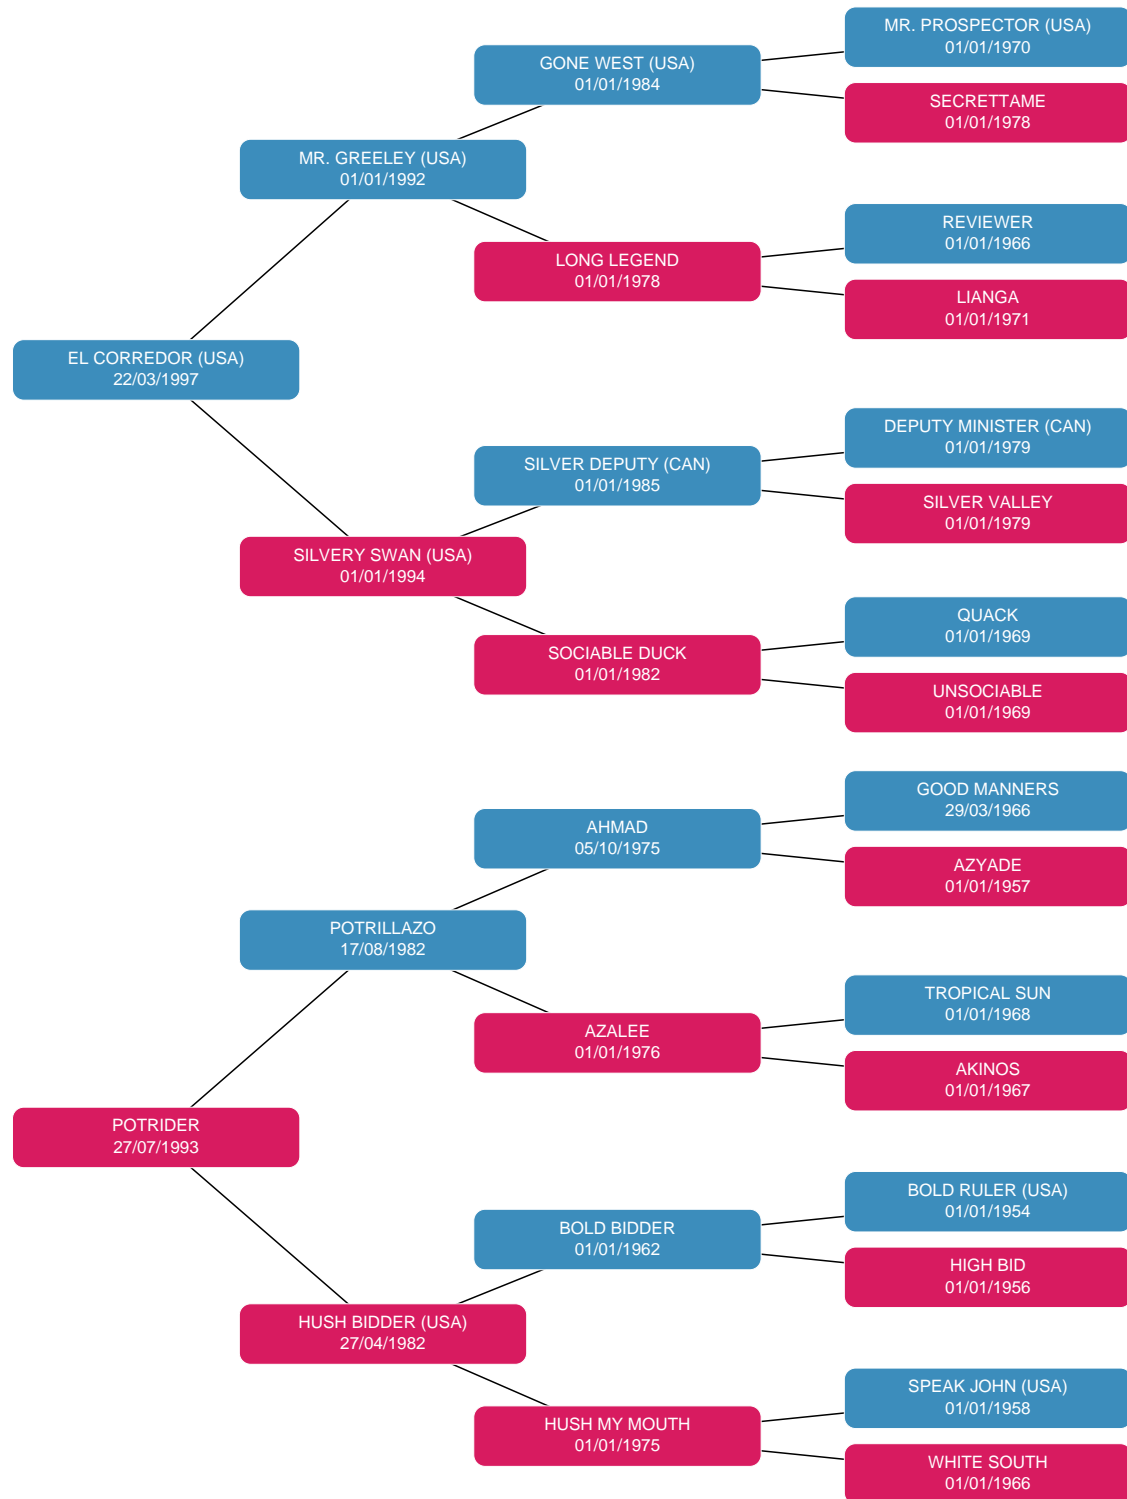 MR. PROSPECTOR (USA)
01/01/1970
GONE WEST (USA)
01/01/1984
SECRETTAME
01/01/1978
MR. GREELEY (USA)
01/01/1992
REVIEWER
01/01/1966
LONG LEGEND
01/01/1978
LIANGA
01/01/1971
EL CORREDOR (USA)
22/03/1997
DEPUTY MINISTER (CAN)
01/01/1979
SILVER DEPUTY (CAN)
01/01/1985
SILVER VALLEY
01/01/1979
SILVERY SWAN (USA)
01/01/1994
QUACK
01/01/1969
SOCIABLE DUCK
01/01/1982
UNSOCIABLE
01/01/1969
GOOD MANNERS
29/03/1966
AHMAD
05/10/1975
AZYADE
01/01/1957
POTRILLAZO
17/08/1982
TROPICAL SUN
01/01/1968
AZALEE
01/01/1976
AKINOS
01/01/1967
POTRIDER
27/07/1993
BOLD RULER (USA)
01/01/1954
BOLD BIDDER
01/01/1962
HIGH BID
01/01/1956
HUSH BIDDER (USA)
27/04/1982
SPEAK JOHN (USA)
01/01/1958
HUSH MY MOUTH
01/01/1975
WHITE SOUTH
01/01/1966